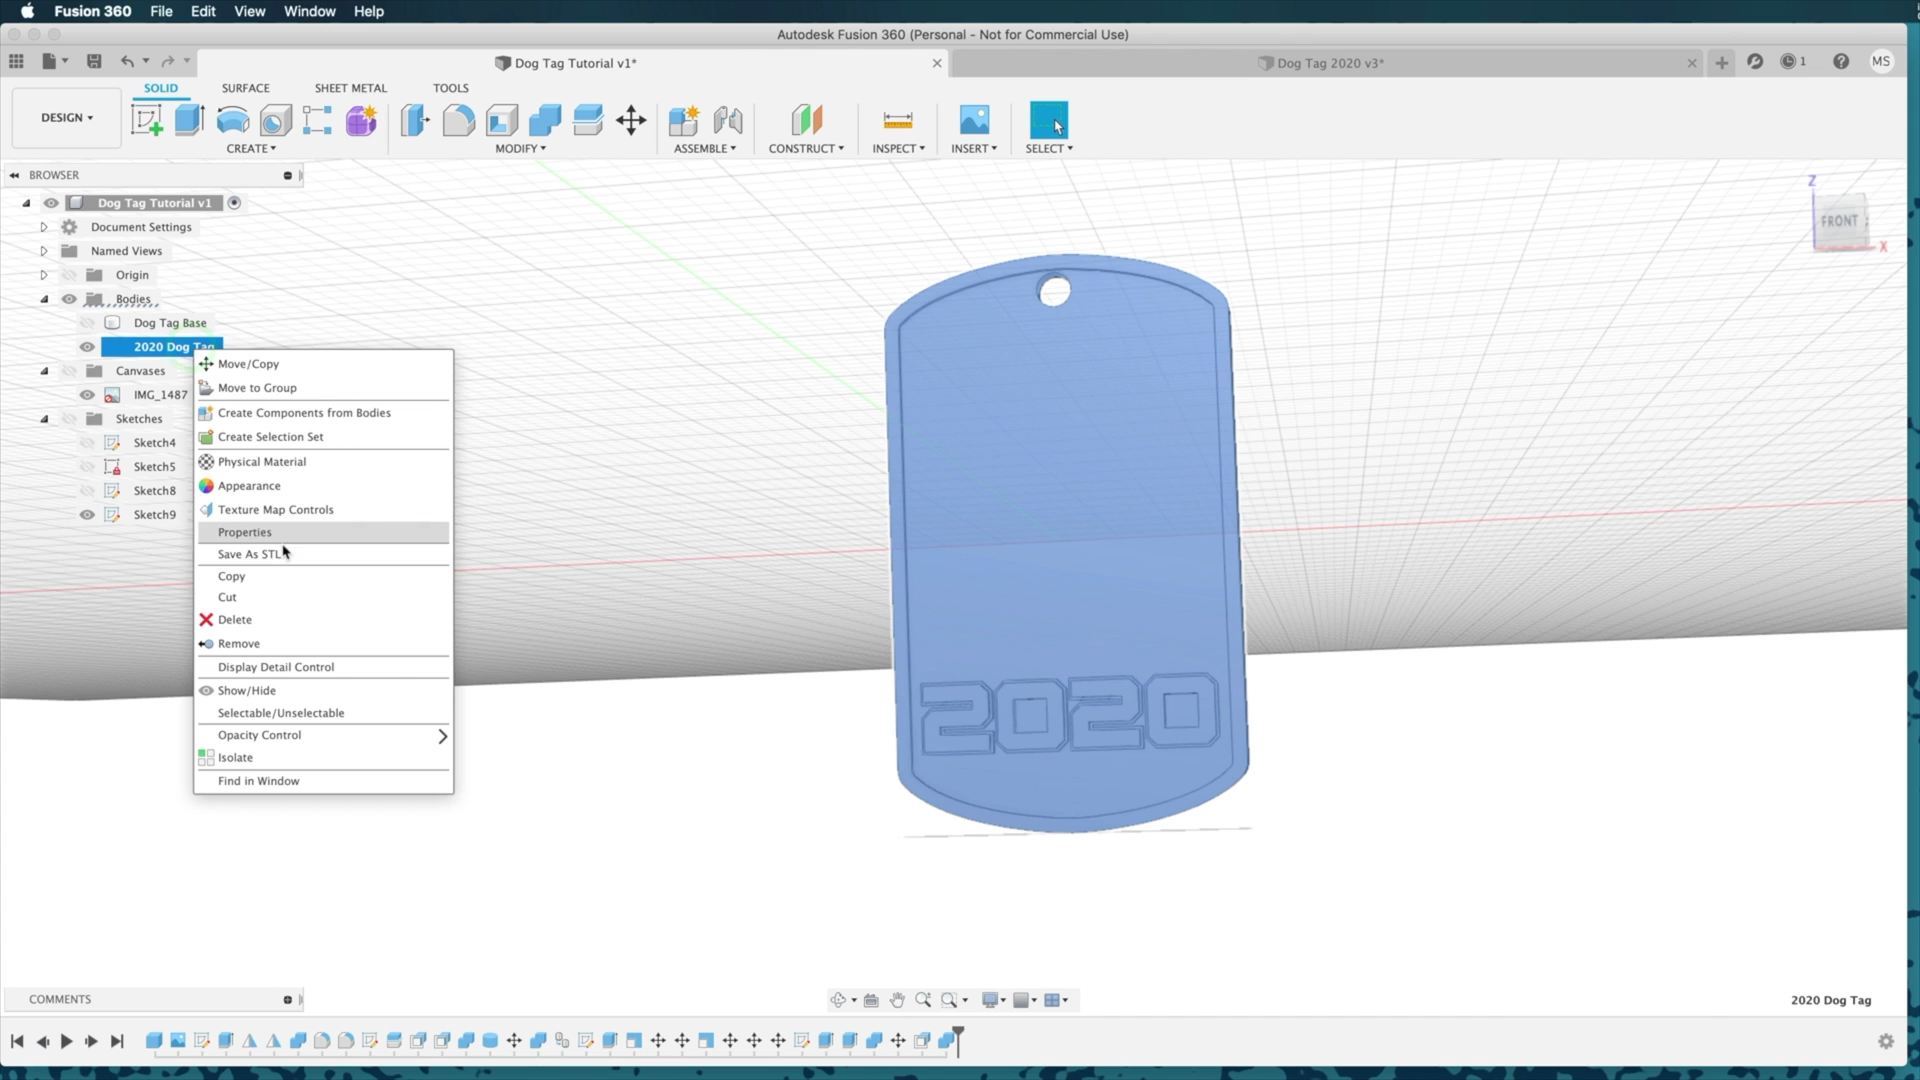 Fusion 360 File Edit View Window Help
Autodesk Fusion 360 (Personal - Not for Commercial Use)
Dog Tag Tutorial v1* Dog Tag 2020 v3* 1 MS
SOLID SURFACE SHEET METAL TOOLS
DESIGN
CREATE MODIFY ASSEMBLE CONSTRUCT INSPECT INSERT SELECT
BROWSER
Dog Tag Tutorial v1
Document Settings
Named Views
Origin
Bodies
Dog Tag Base
2020 Dog Tag
Canvases
IMG_1487
Sketches
Sketch4
Sketch5
Sketch8
Sketch9
Move/Copy
Move to Group
Create Components from Bodies
Create Selection Set
Physical Material
Appearance
Texture Map Controls
Properties
Save As STL
Copy
Cut
Delete
Remove
Display Detail Control
Show/Hide
Selectable/Unselectable
Opacity Control
Isolate
Find in Window
Z
FRONT
X
2020
COMMENTS
2020 Dog Tag